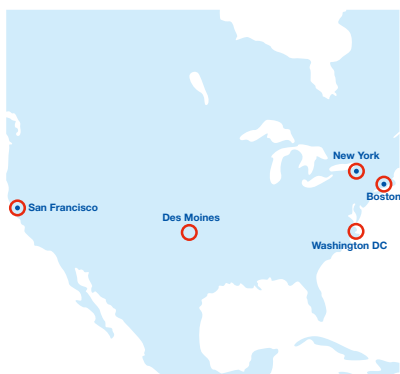 New York
Boston
San Francisco
Des Moines
Washington DC